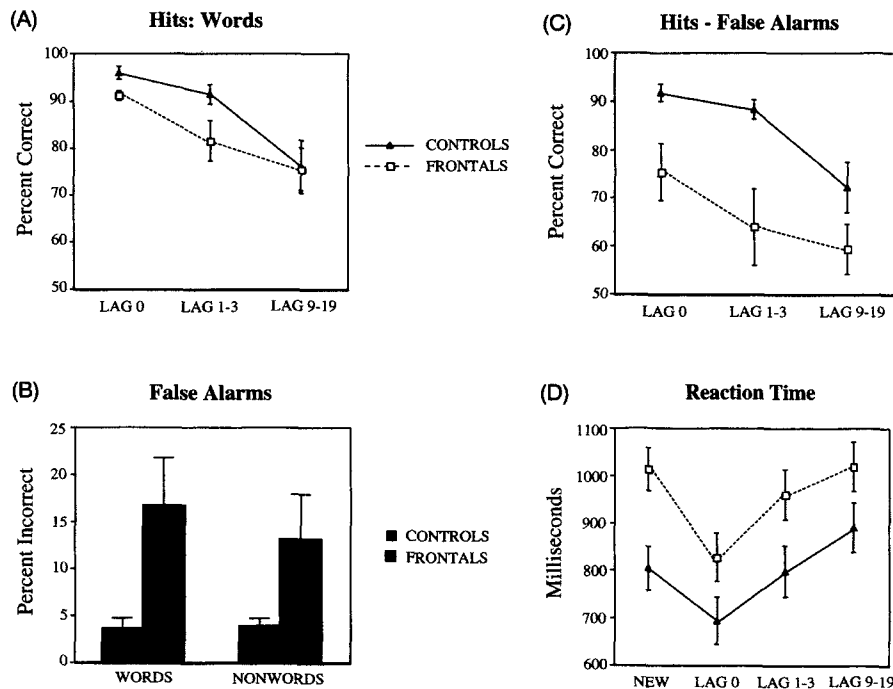 (A)
Hits: Words
Percent Correct
100
90
80
70
60
50
LAG 0
LAG 1-3
LAG 9-19
CONTROLS
FRONTALS
(C)
Hits - False Alarms
Percent Correct
100
90
80
70
60
50
LAG 0
LAG 1-3
LAG 9-19
(B)
False Alarms
Percent Incorrect
25
20
15
10
5
0
WORDS
NONWORDS
CONTROLS
FRONTALS
(D)
Reaction Time
Milliseconds
1100
1000
900
800
700
600
NEW
LAG 0
LAG 1-3
LAG 9-19